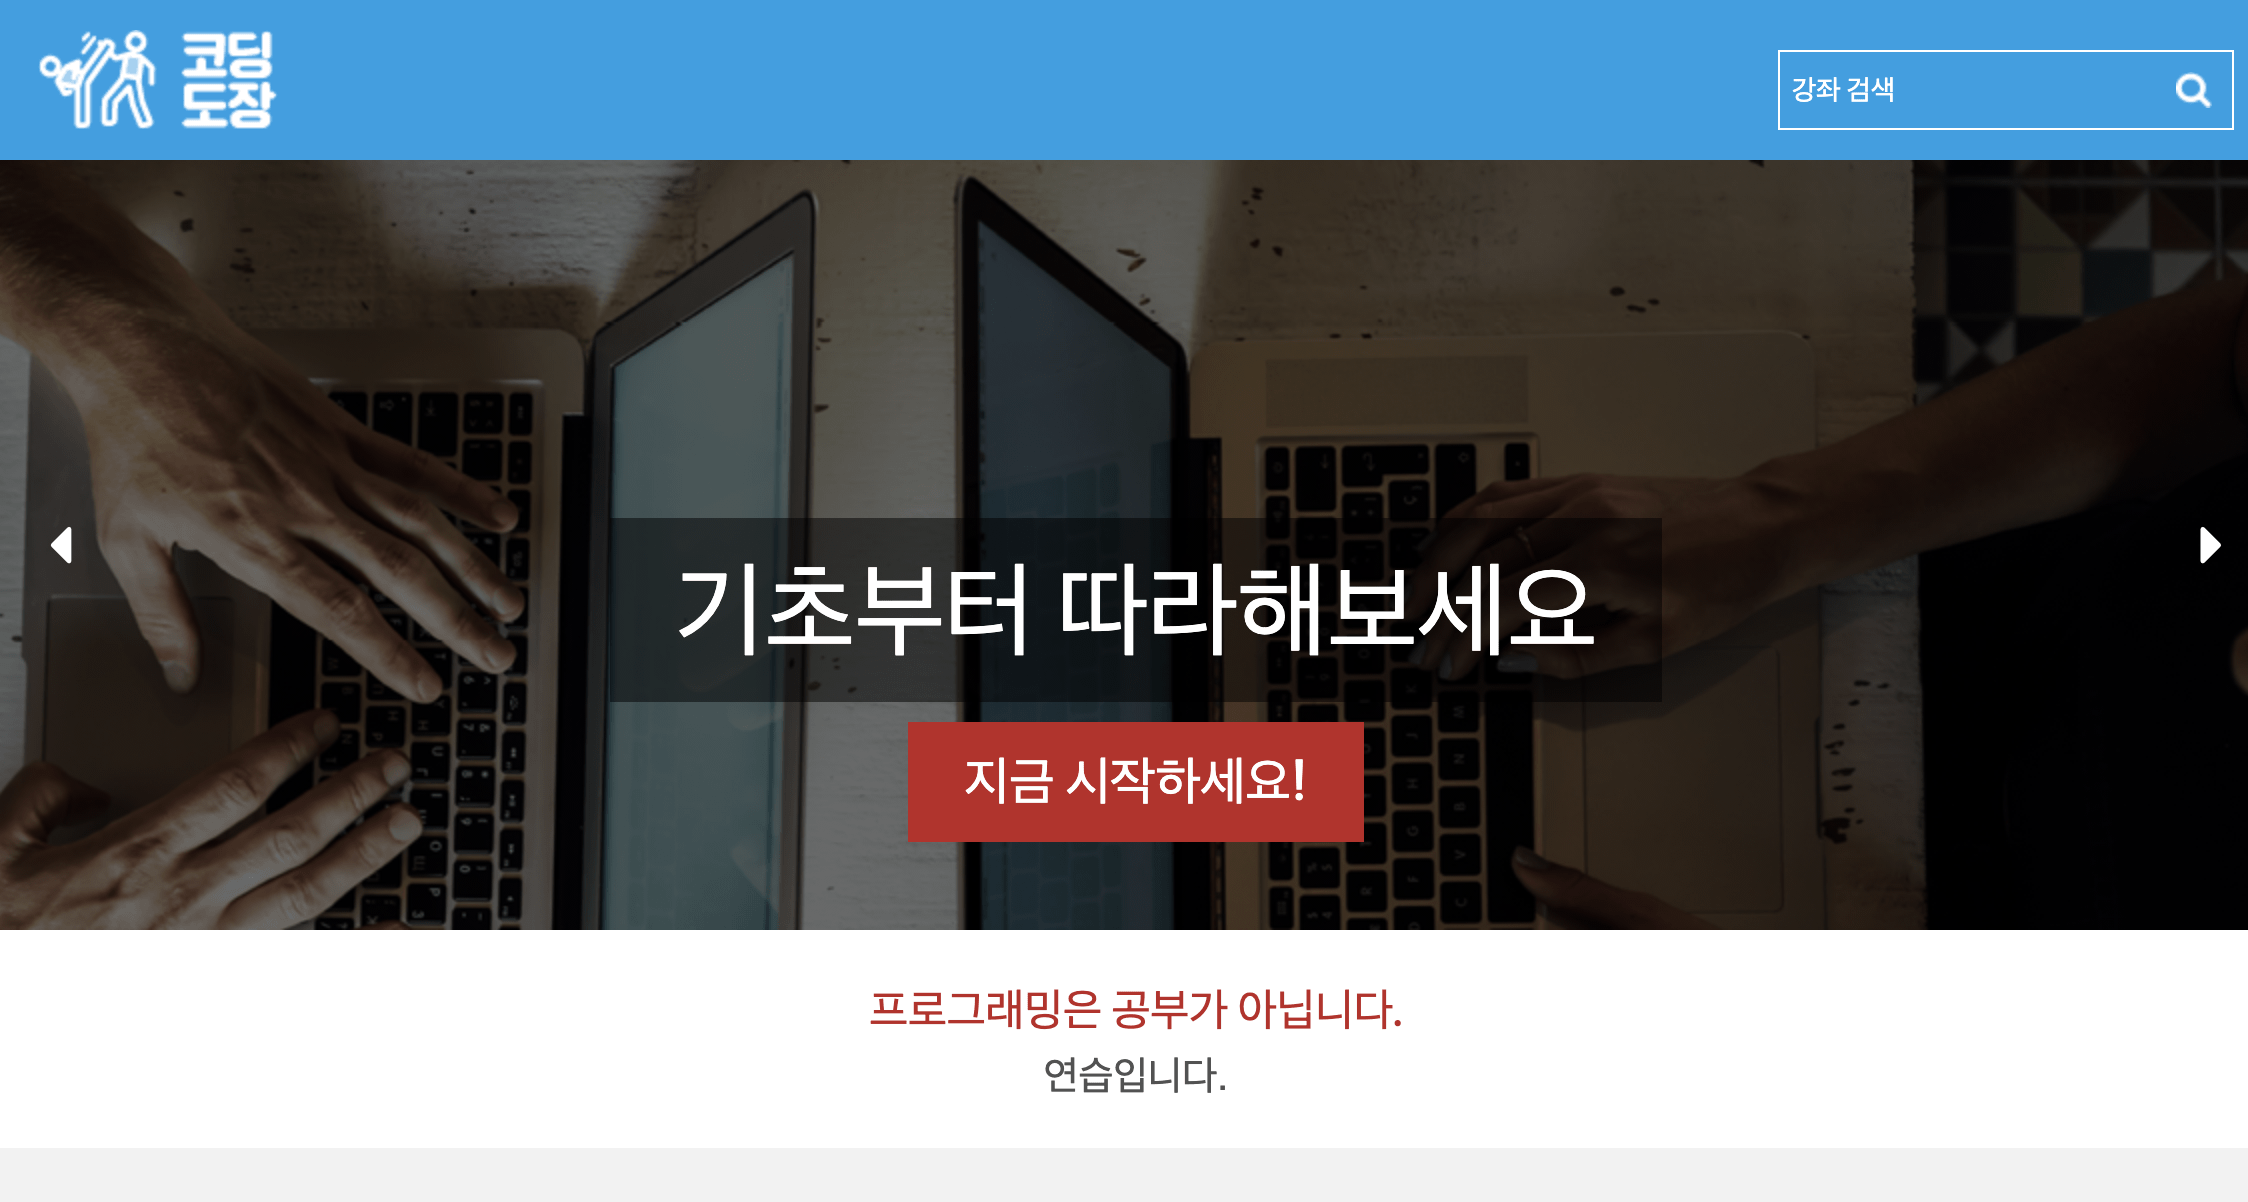 코딩
도장
강좌 검색
기초부터 따라해보세요
지금 시작하세요!
프로그래밍은 공부가 아닙니다.
연습입니다.